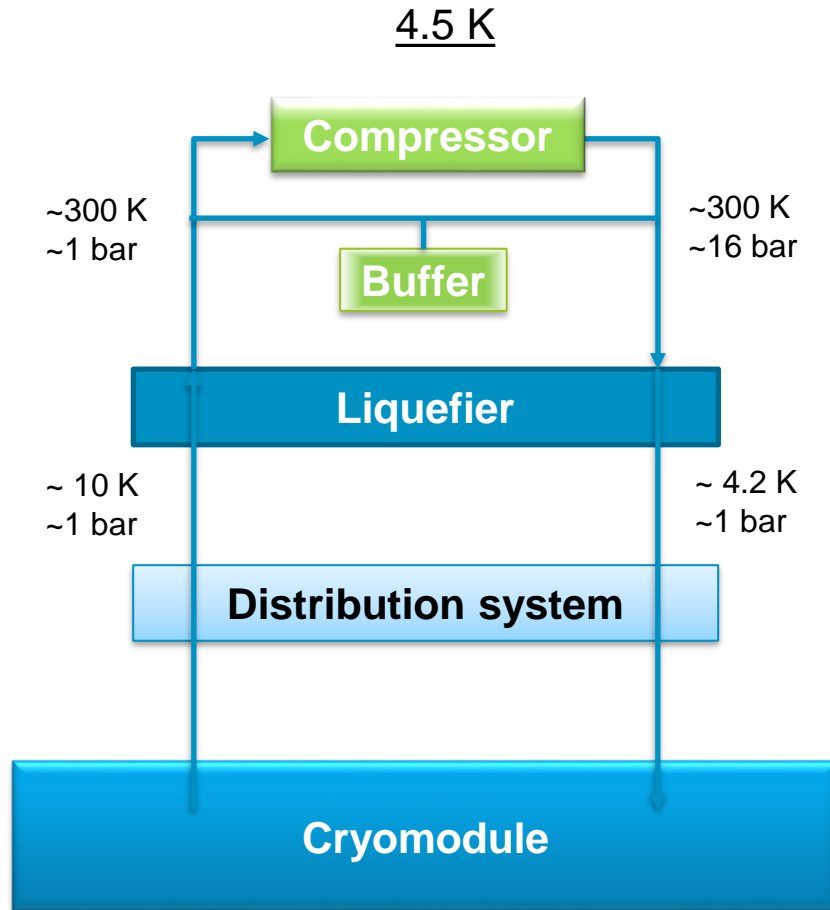 4.5 K
Compressor
~300 K
~1 bar
~300 K
~16 bar
Buffer
Liquefier
~ 10 K
~1 bar
~ 4.2 K
~1 bar
Distribution system
Cryomodule